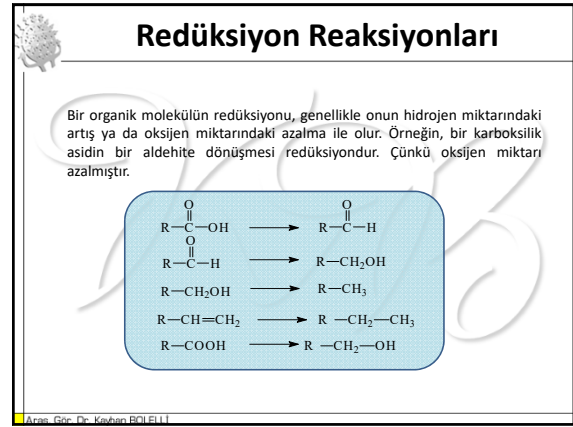 Redüksiyon Reaksiyonları
Bir organik molekülün redüksiyonu, genellikle onun hidrojen miktarındaki
artış ya da oksijen miktarındaki azalma ile olur. Örneğin, bir karboksilik
asidin bir aldehite dönüşmesi redüksiyondur. Çünkü oksijen miktarı
azalmıştır.
O O
R—C—OH → R—C—H
O
R—C—H → R—CH₂OH
R—CH₂OH → R—CH₃
R—CH=CH₂ → R —CH₂—CH₃
R—COOH → R —CH₂—OH
Araş. Gör. Dr. Kayhan BOLELLİ